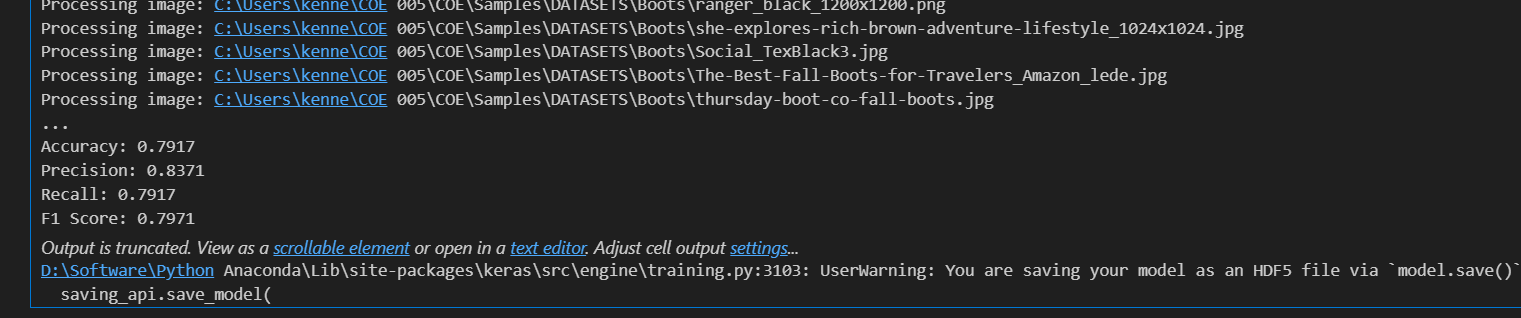 Processing image: C:\Users\kenne\COE 005\COE\Samples\DATASETS\Boots\ranger_black_1200x1200.png
Processing image: C:\Users\kenne\COE 005\COE\Samples\DATASETS\Boots\she-explores-rich-brown-adventure-lifestyle_1024x1024.jpg
Processing image: C:\Users\kenne\COE 005\COE\Samples\DATASETS\Boots\Social_TexBlack3.jpg
Processing image: C:\Users\kenne\COE 005\COE\Samples\DATASETS\Boots\The-Best-Fall-Boots-for-Travelers_Amazon_lede.jpg
Processing image: C:\Users\kenne\COE 005\COE\Samples\DATASETS\Boots\thursday-boot-co-fall-boots.jpg
...
Accuracy: 0.7917
Precision: 0.8371
Recall: 0.7917
F1 Score: 0.7971
Output is truncated. View as a scrollable element or open in a text editor. Adjust cell output settings...
D:\Software\Python Anaconda\Lib\site-packages\keras\src\engine\training.py:3103: UserWarning: You are saving your model as an HDF5 file via `model.save()`
  saving_api.save_model(